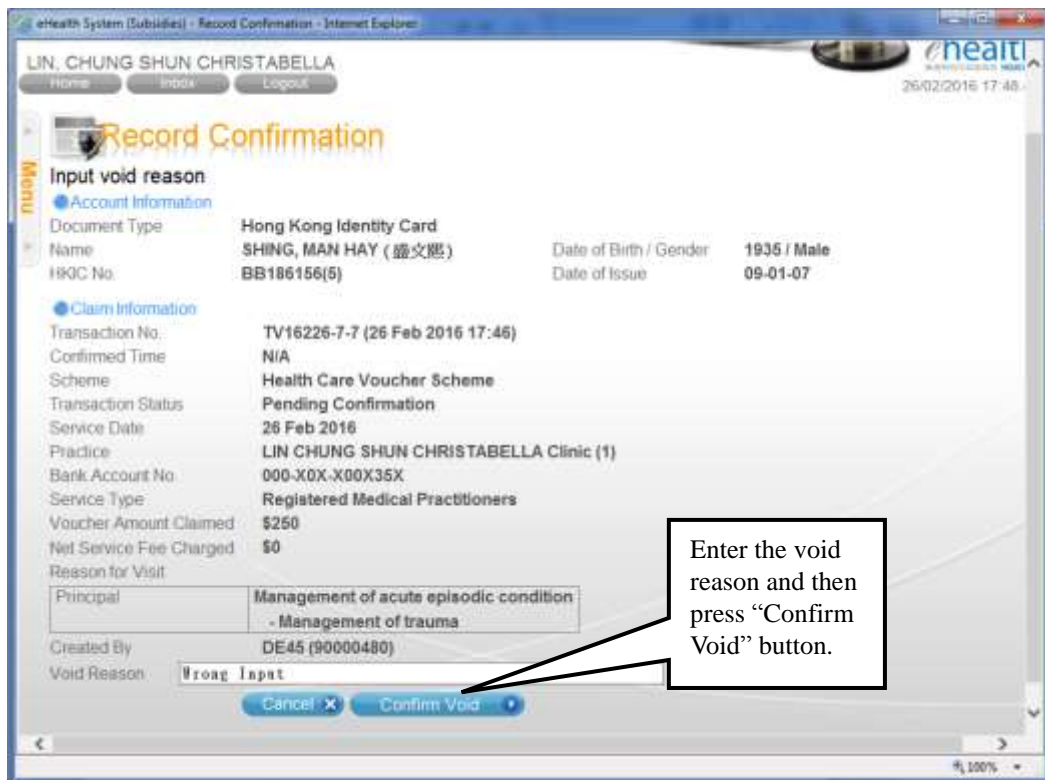 eHealth System (Subsidies) - Record Confirmation - Internet Explorer
LIN, CHUNG SHUN CHRISTABELLA
Home Inbox Logout
26/02/2016 17:48
Menu
Record Confirmation
Input void reason
Account Information
Document Type Hong Kong Identity Card
Name SHING, MAN HAY (盛文熙) Date of Birth / Gender 1935 / Male
HKIC No. BB186156(5) Date of Issue 09-01-07
Claim Information
Transaction No. TV16226-7-7 (26 Feb 2016 17:46)
Confirmed Time N/A
Scheme Health Care Voucher Scheme
Transaction Status Pending Confirmation
Service Date 26 Feb 2016
Practice LIN CHUNG SHUN CHRISTABELLA Clinic (1)
Bank Account No. 000-X0X-X00X35X
Service Type Registered Medical Practitioners
Voucher Amount Claimed $250
Net Service Fee Charged $0
Reason for Visit
Principal Management of acute episodic condition
- Management of trauma
Created By DE45 (90000480)
Void Reason Wrong Input
Cancel Confirm Void
Enter the void
reason and then
press “Confirm
Void” button.
100%